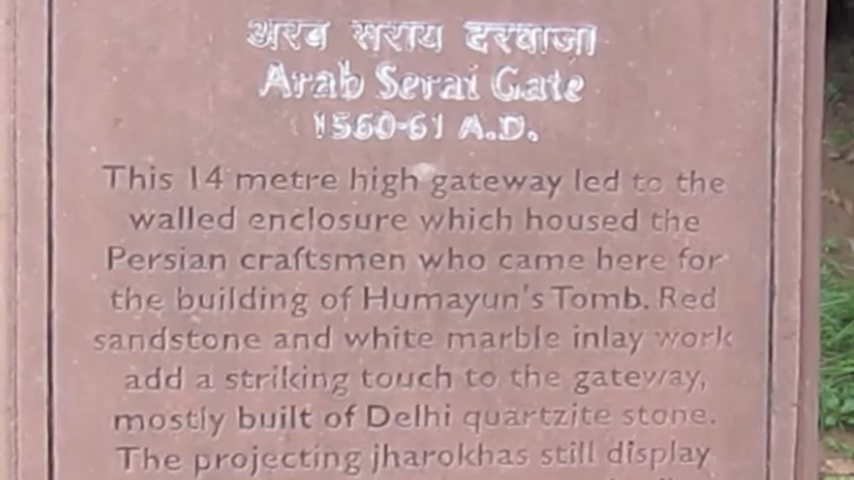 अरब सराय दरवाजा
Arab Serai Gate
1560-61 A.D.
This 14 metre high gateway led to the
walled enclosure which housed the
Persian craftsmen who came here for
the building of Humayun's Tomb. Red
sandstone and white marble inlay work
add a striking touch to the gateway,
mostly built of Delhi quartzite stone.
The projecting jharokhas still display